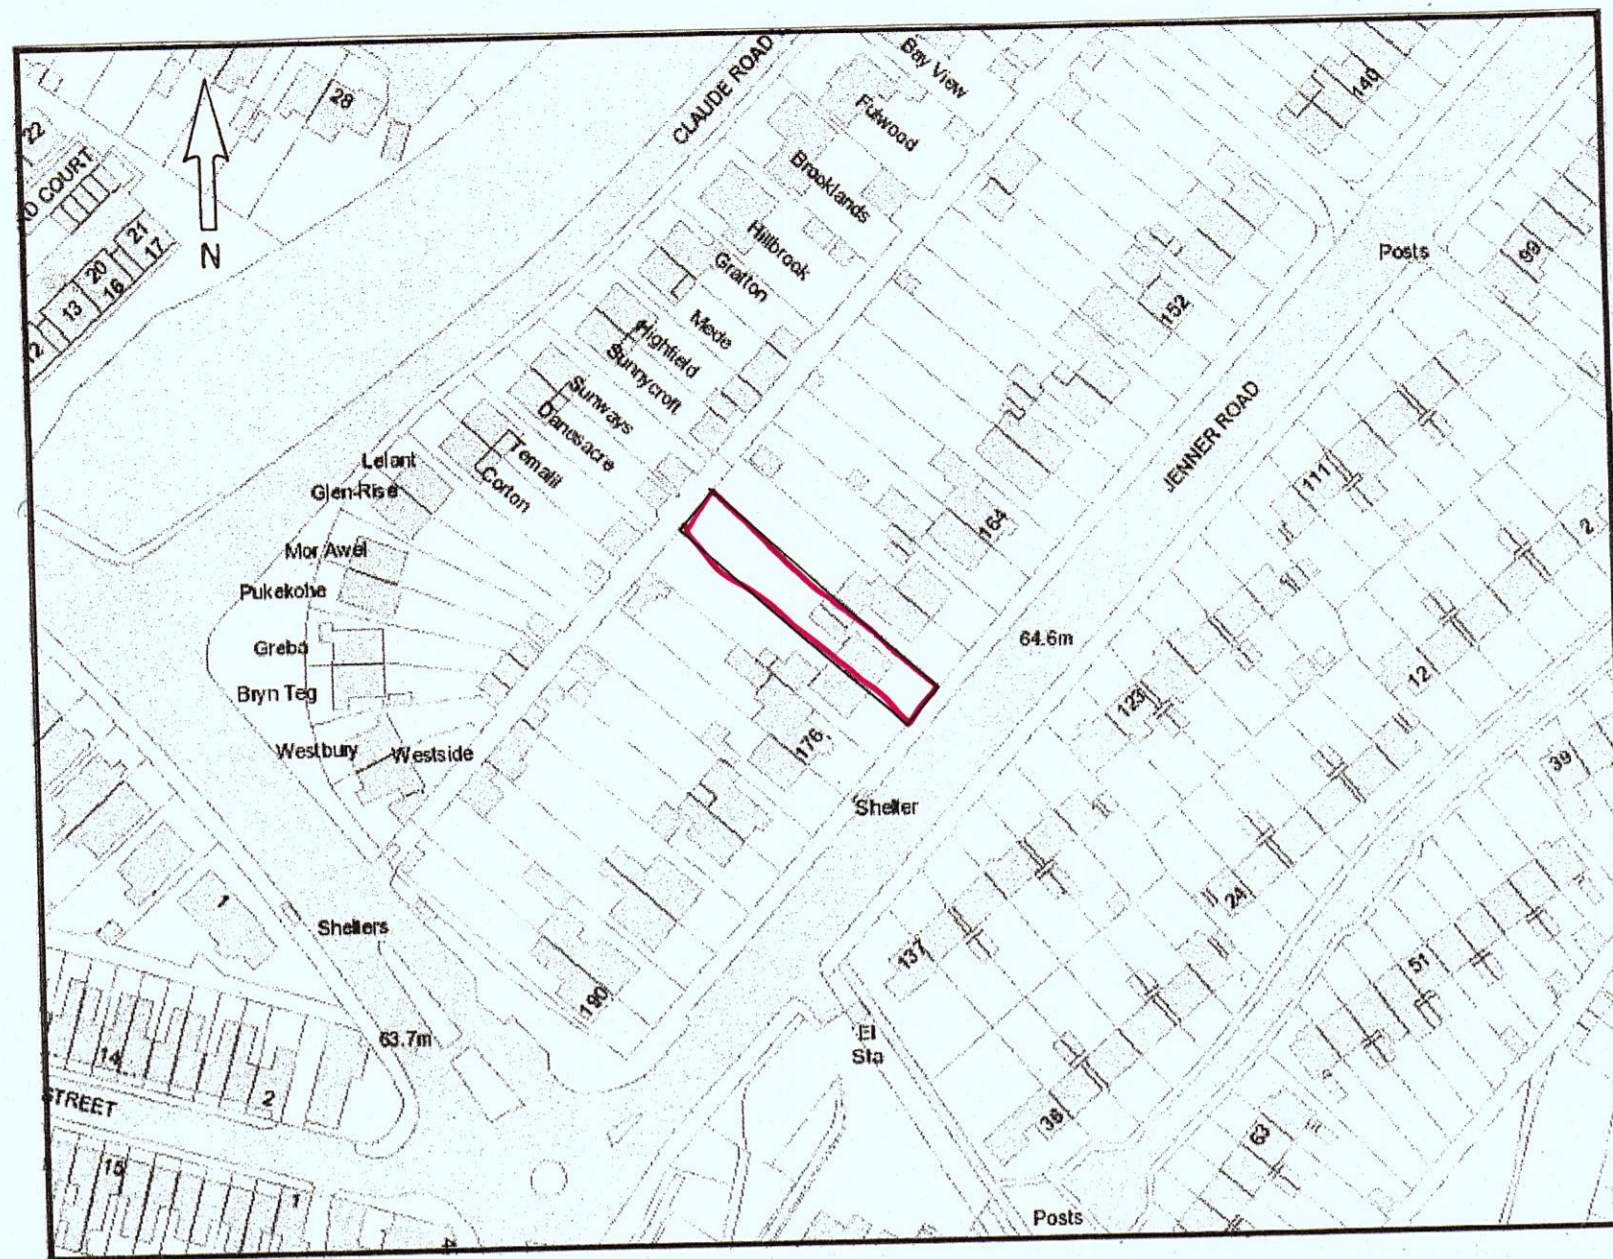 CLAUDE ROAD
Bay View
Fulwood
Brooklands
Hillbrook
Gratton
Mede
Highfield
Sunnycroft
Sunways
Danesacre
Temalil
Corton
Lelant
Glen-Rise
Mor Awel
Pukekohe
Greba
Bryn Teg
Westbury
Westside
28
22
COURT
21
17
20
16
13
N
140
Posts
99
152
JENNER ROAD
111
2
164
64.6m
123
12
39
176
Shelter
24
51
137
190
El
Sta
36
63
Posts
1
Shelters
63.7m
14
2
STREET
15
1